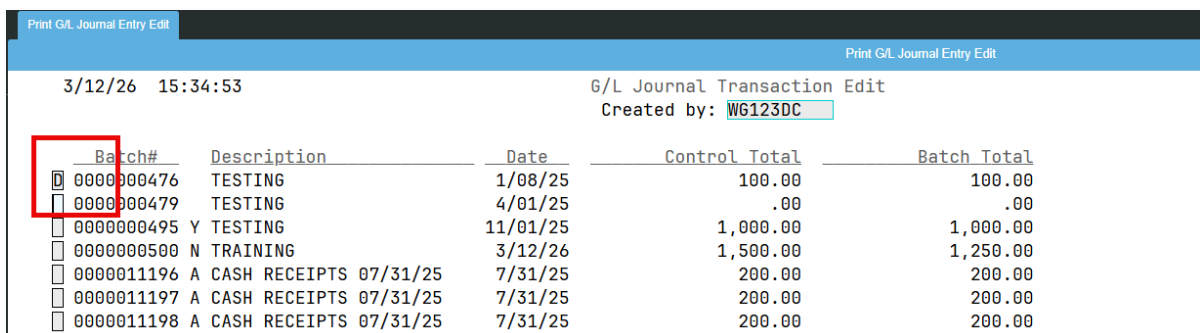 Print G/L Journal Entry Edit
Print G/L Journal Entry Edit
3/12/26 15:34:53 G/L Journal Transaction Edit
Created by: WG123DC
Batch# Description Date Control Total Batch Total
D 0000000476 TESTING 1/08/25 100.00 100.00
0000000479 TESTING 4/01/25 .00 .00
0000000495 Y TESTING 11/01/25 1,000.00 1,000.00
0000000500 N TRAINING 3/12/26 1,500.00 1,250.00
0000011196 A CASH RECEIPTS 07/31/25 7/31/25 200.00 200.00
0000011197 A CASH RECEIPTS 07/31/25 7/31/25 200.00 200.00
0000011198 A CASH RECEIPTS 07/31/25 7/31/25 200.00 200.00